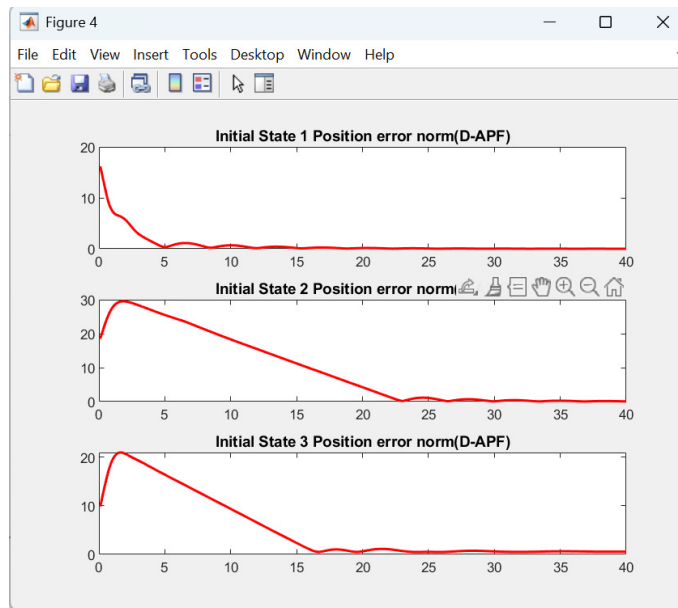 Figure 4
File Edit View Insert Tools Desktop Window Help
Initial State 1 Position error norm(D-APF)
20
10
0
0 5 10 15 20 25 30 35 40
Initial State 2 Position error norm(
30
20
10
0
0 5 10 15 20 25 30 35 40
Initial State 3 Position error norm(D-APF)
20
10
0
0 5 10 15 20 25 30 35 40